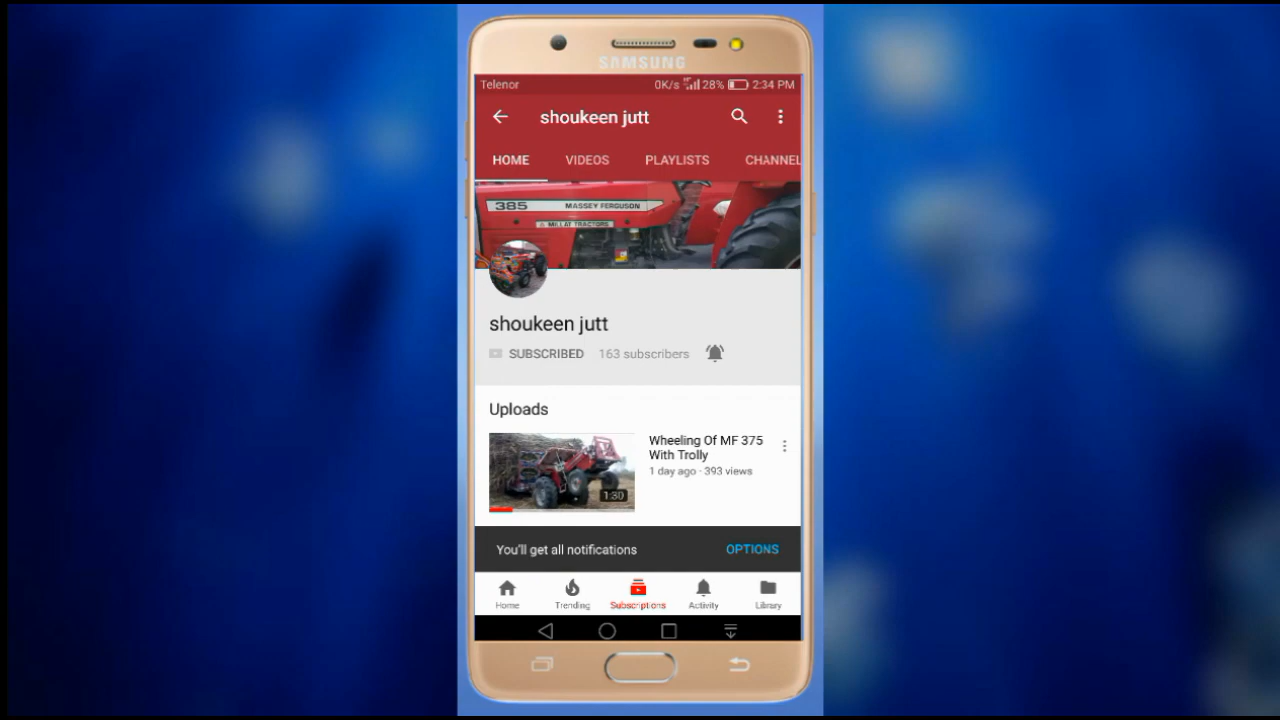 SAMSUNG
Telenor 0K/s 28% 2:34 PM
shoukeen jutt
HOME VIDEOS PLAYLISTS CHANNEL
385 MASSEY FERGUSON
MILLAT TRACTORS
shoukeen jutt
SUBSCRIBED 163 subscribers
Uploads
Wheeling Of MF 375
With Trolly
1 day ago · 393 views
1:30
You'll get all notifications OPTIONS
Home Trending Subscriptions Activity Library